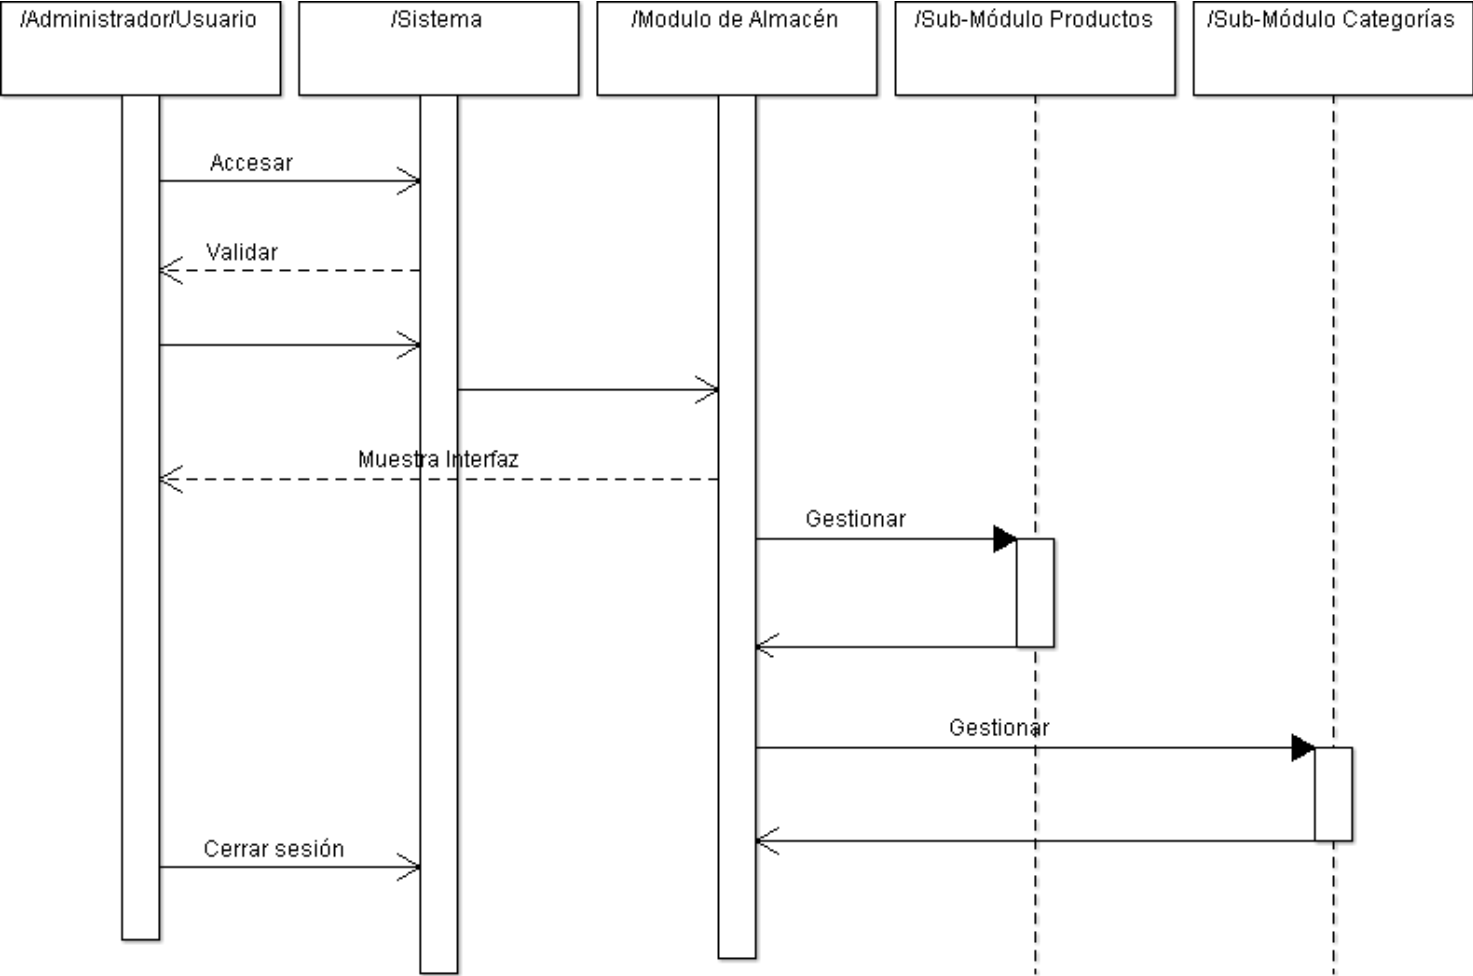 /Administrador/Usuario
/Sistema
/Modulo de Almacén
/Sub-Módulo Productos
/Sub-Módulo Categorías
Accesar
Validar
Muestra Interfaz
Gestionar
Gestionar
Cerrar sesión